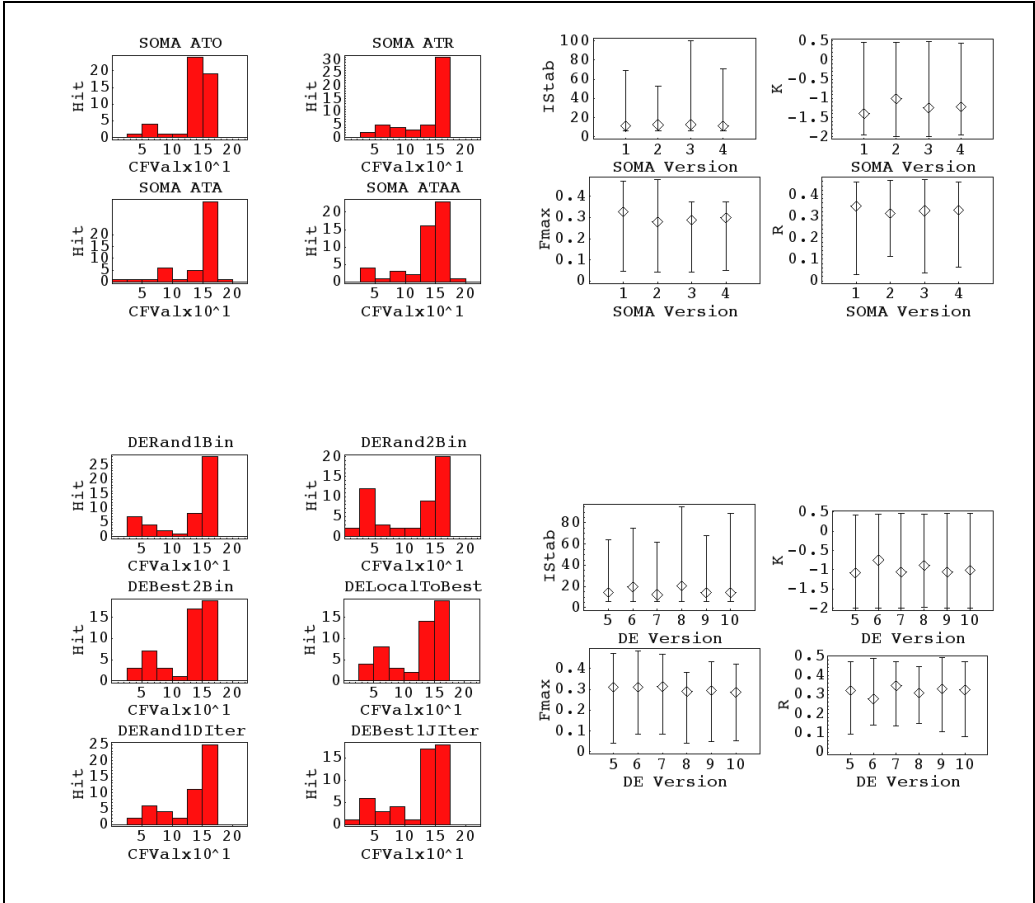 SOMA ATO
Hit
20
15
10
5
0
5 10 15 20
CFValx10^1
SOMA ATR
Hit
30
25
20
15
10
5
0
5 10 15 20
CFValx10^1
SOMA ATA
Hit
20
15
10
5
0
5 10 15 20
CFValx10^1
SOMA ATAA
Hit
20
15
10
5
0
5 10 15 20
CFValx10^1
IStab
100
80
60
40
20
0
1 2 3 4
SOMA Version
K
0.5
0
-0.5
-1
-1.5
-2
1 2 3 4
SOMA Version
Fmax
0.4
0.3
0.2
0.1
0
1 2 3 4
SOMA Version
R
0.4
0.3
0.2
0.1
0
1 2 3 4
SOMA Version
DERand1Bin
Hit
25
20
15
10
5
0
5 10 15 20
CFValx10^1
DERand2Bin
Hit
20
15
10
5
0
5 10 15 20
CFValx10^1
DEBest2Bin
Hit
15
10
5
0
5 10 15 20
CFValx10^1
DELocalToBest
Hit
15
10
5
0
5 10 15 20
CFValx10^1
DERand1DIter
Hit
25
20
15
10
5
0
5 10 15 20
CFValx10^1
DEBest1JIter
Hit
15
10
5
0
5 10 15 20
CFValx10^1
IStab
80
60
40
20
0
5 6 7 8 9 10
DE Version
K
0.5
0
-0.5
-1
-1.5
-2
5 6 7 8 9 10
DE Version
Fmax
0.4
0.3
0.2
0.1
0
5 6 7 8 9 10
DE Version
R
0.5
0.4
0.3
0.2
0.1
0
5 6 7 8 9 10
DE Version